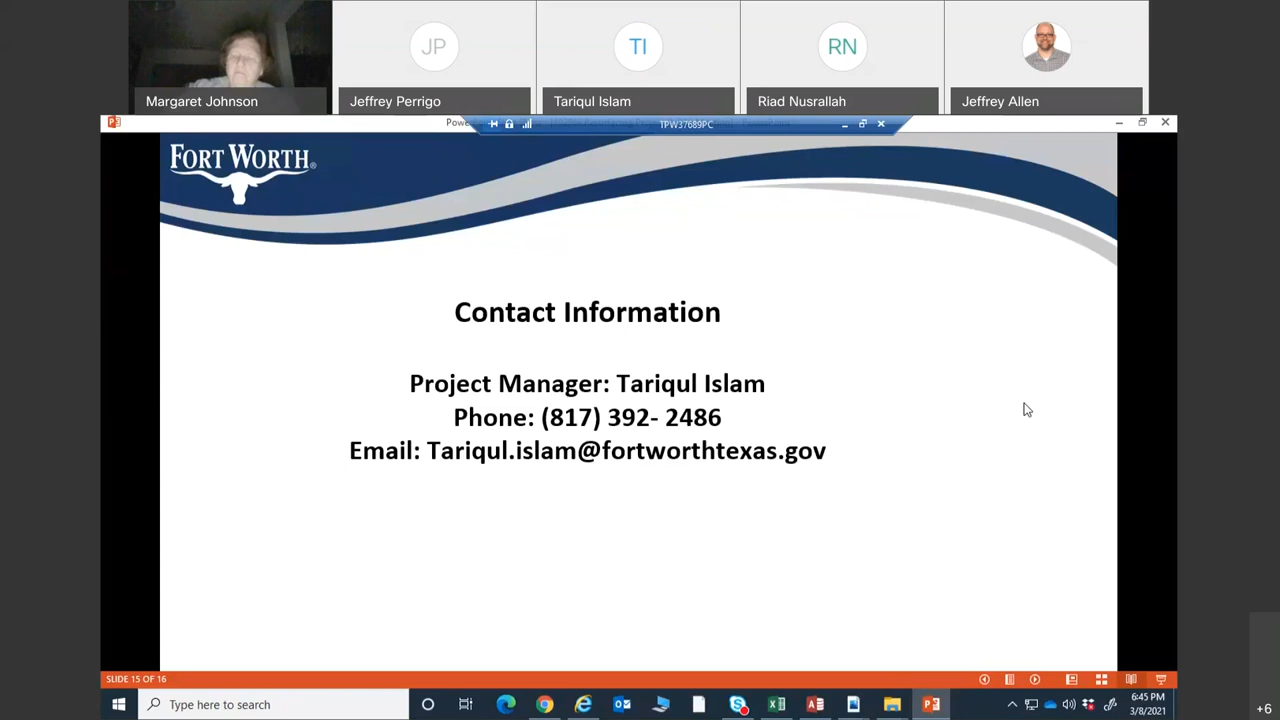 JP
TI
RN
Margaret Johnson
Jeffrey Perrigo
Tariqul Islam
Riad Nusrallah
Jeffrey Allen
TPW37689PC
FORT WORTH®
Contact Information
Project Manager: Tariqul Islam
Phone: (817) 392- 2486
Email: Tariqul.islam@fortworthtexas.gov
SLIDE 15 OF 16
Type here to search
6:45 PM
3/8/2021
+6